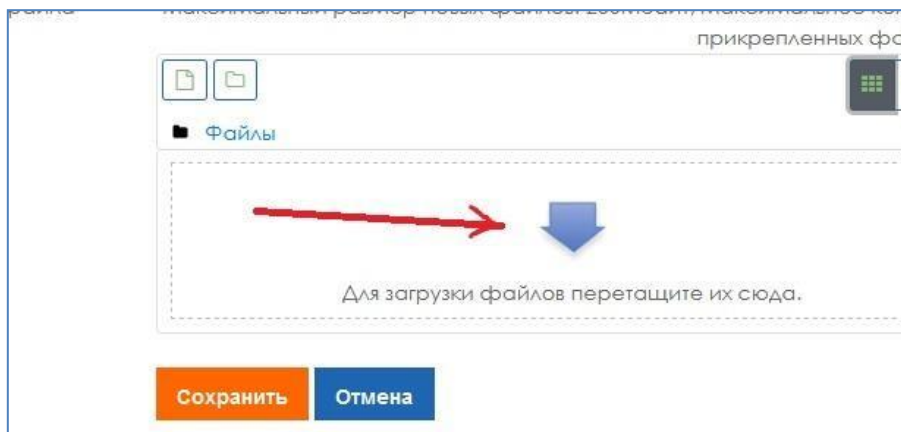 прикрепленных фа
Файлы
Для загрузки файлов перетащите их сюда.
Сохранить Отмена